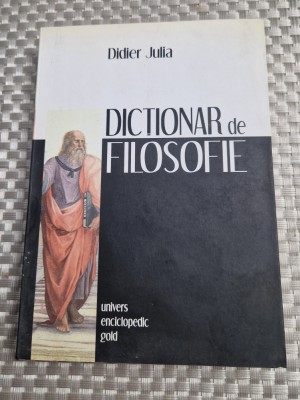 Didier Julia
DICTIONAR de
FILOSOFIE
univers
enciclopedic
gold